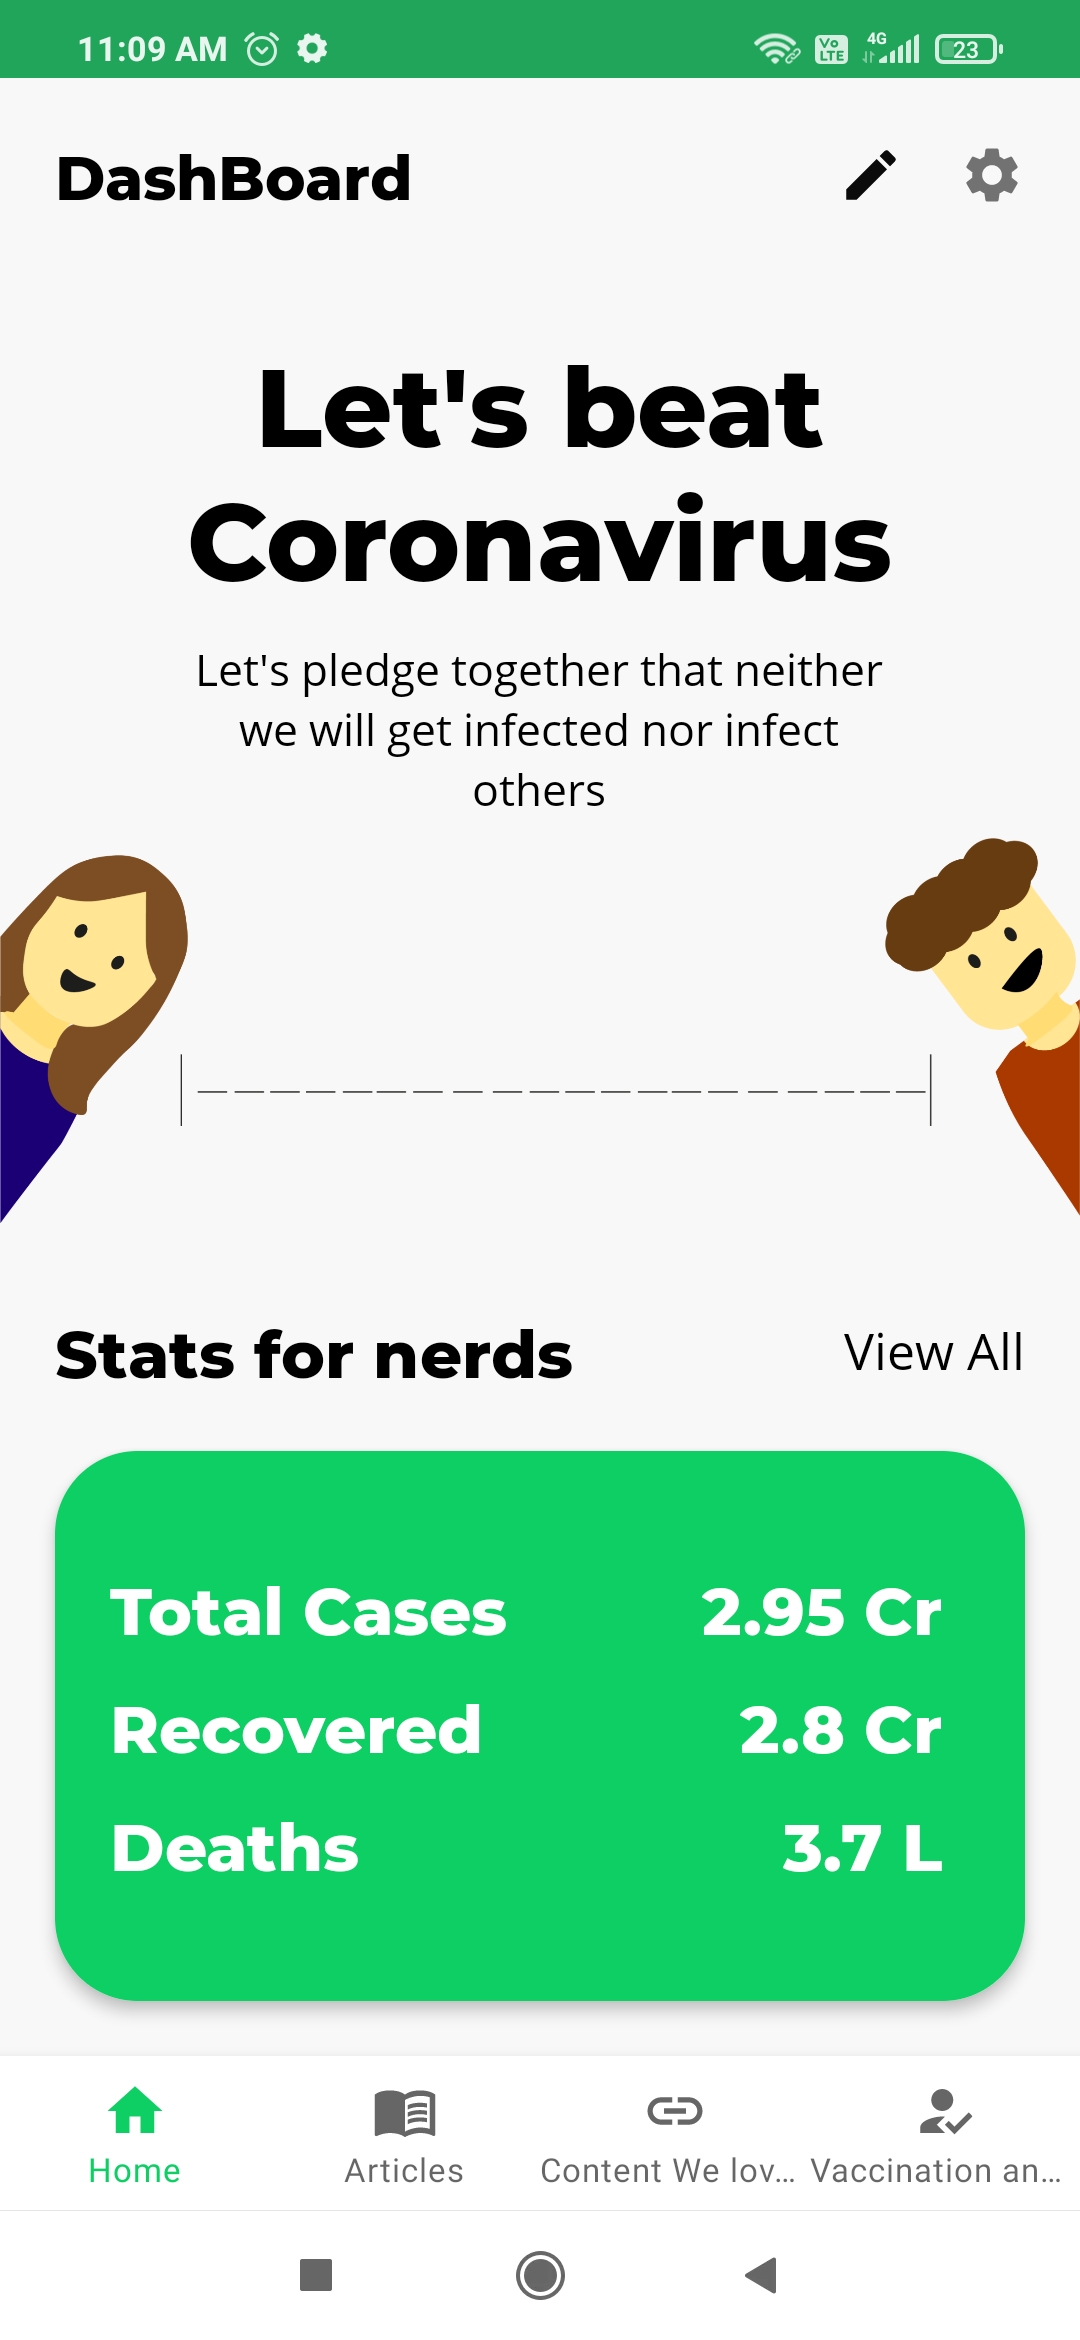 11:09 AM
Vo LTE
4G
23
DashBoard
Let's beat
Coronavirus
Let's pledge together that neither
we will get infected nor infect
others
Stats for nerds
View All
Total Cases 2.95 Cr
Recovered 2.8 Cr
Deaths 3.7 L
Home
Articles
Content We lov...
Vaccination an...